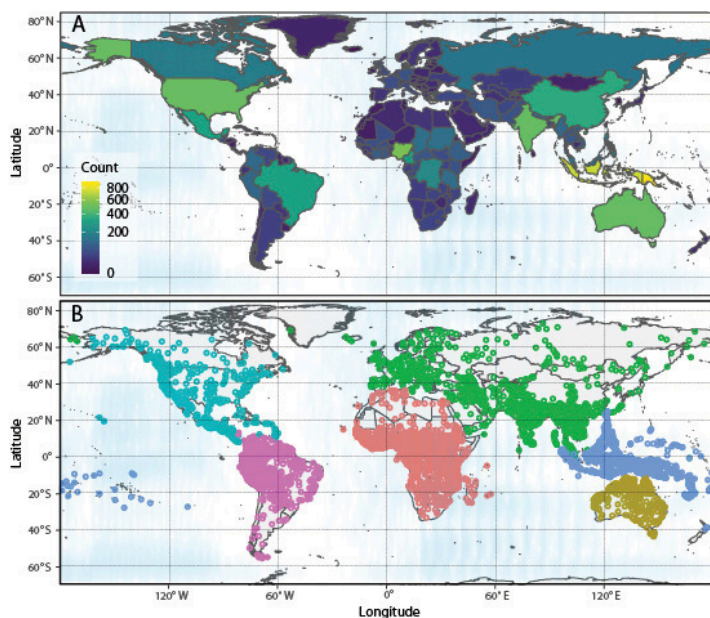 A
80° N
60° N
40° N
20° N
0°
20° S
40° S
60° S
Latitude
Count
800
600
400
200
0
B
80° N
60° N
40° N
20° N
0°
20° S
40° S
60° S
Latitude
120° W
60° W
0°
60° E
120° E
Longitude